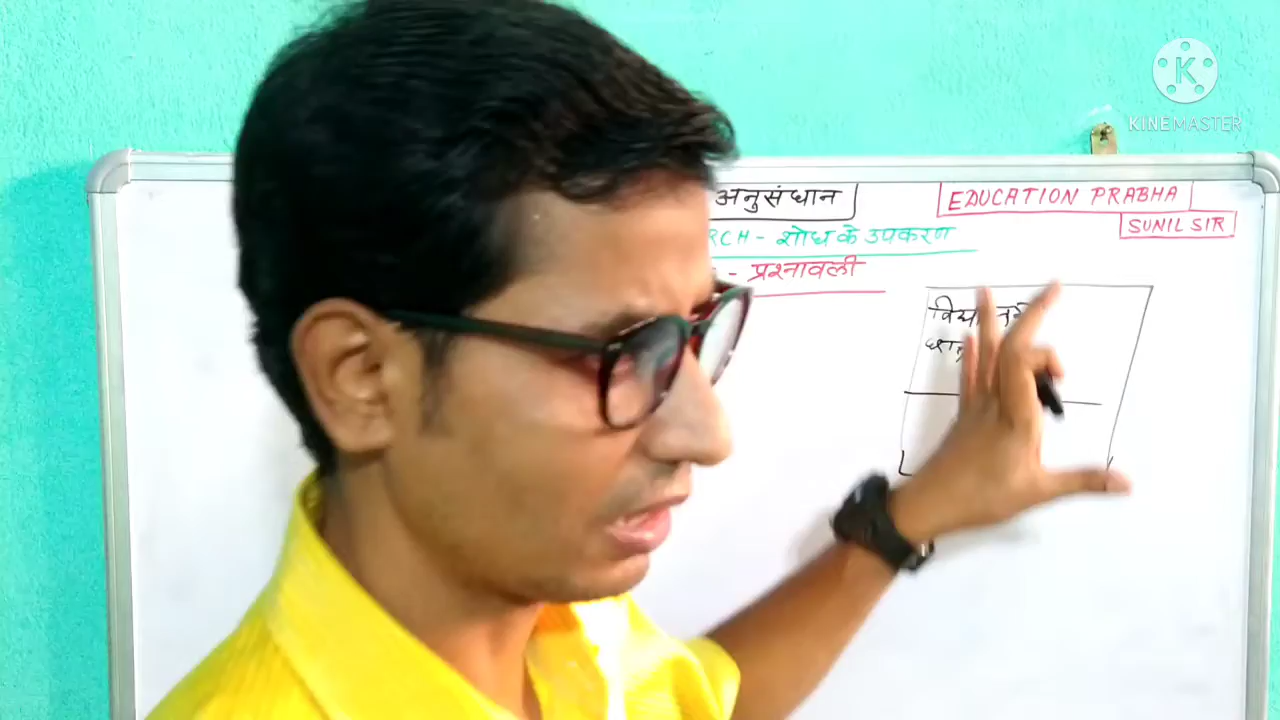 KINEMASTER
अनुसंधान
EDUCATION PRABHA
SUNIL SIR
RCH - शोध के उपकरण
- प्रश्नावली